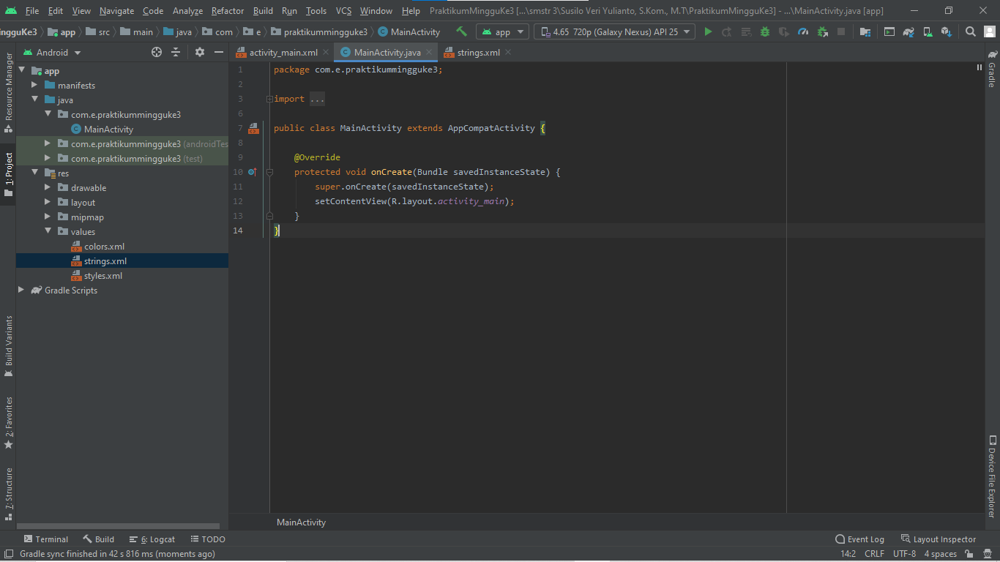 File Edit View Navigate Code Analyze Refactor Build Run Tools VCS Window Help PraktikumMingguKe3 [...\smstr 3\Susilo Veri Yulianto, S.Kom., M.T\PraktikumMingguKe3] - ...\MainActivity.java [app]
ingguKe3 app src main java com e praktikummingguke3 MainActivity app 4.65 720p (Galaxy Nexus) API 25
Android activity_main.xml MainActivity.java strings.xml
app
manifests
java
com.e.praktikummingguke3
MainActivity
com.e.praktikummingguke3 (androidTes
com.e.praktikummingguke3 (test)
res
drawable
layout
mipmap
values
colors.xml
strings.xml
styles.xml
Gradle Scripts
1 package com.e.praktikummingguke3;
2
3 import ...
6
7 public class MainActivity extends AppCompatActivity {
8
9 @Override
10 protected void onCreate(Bundle savedInstanceState) {
11 super.onCreate(savedInstanceState);
12 setContentView(R.layout.activity_main);
13 }
14 }
MainActivity
Resource Manager
1: Project
Build Variants
2: Favorites
7: Structure
Gradle
Device File Explorer
Terminal Build 6: Logcat TODO Event Log Layout Inspector
Gradle sync finished in 42 s 816 ms (moments ago) 14:2 CRLF UTF-8 4 spaces